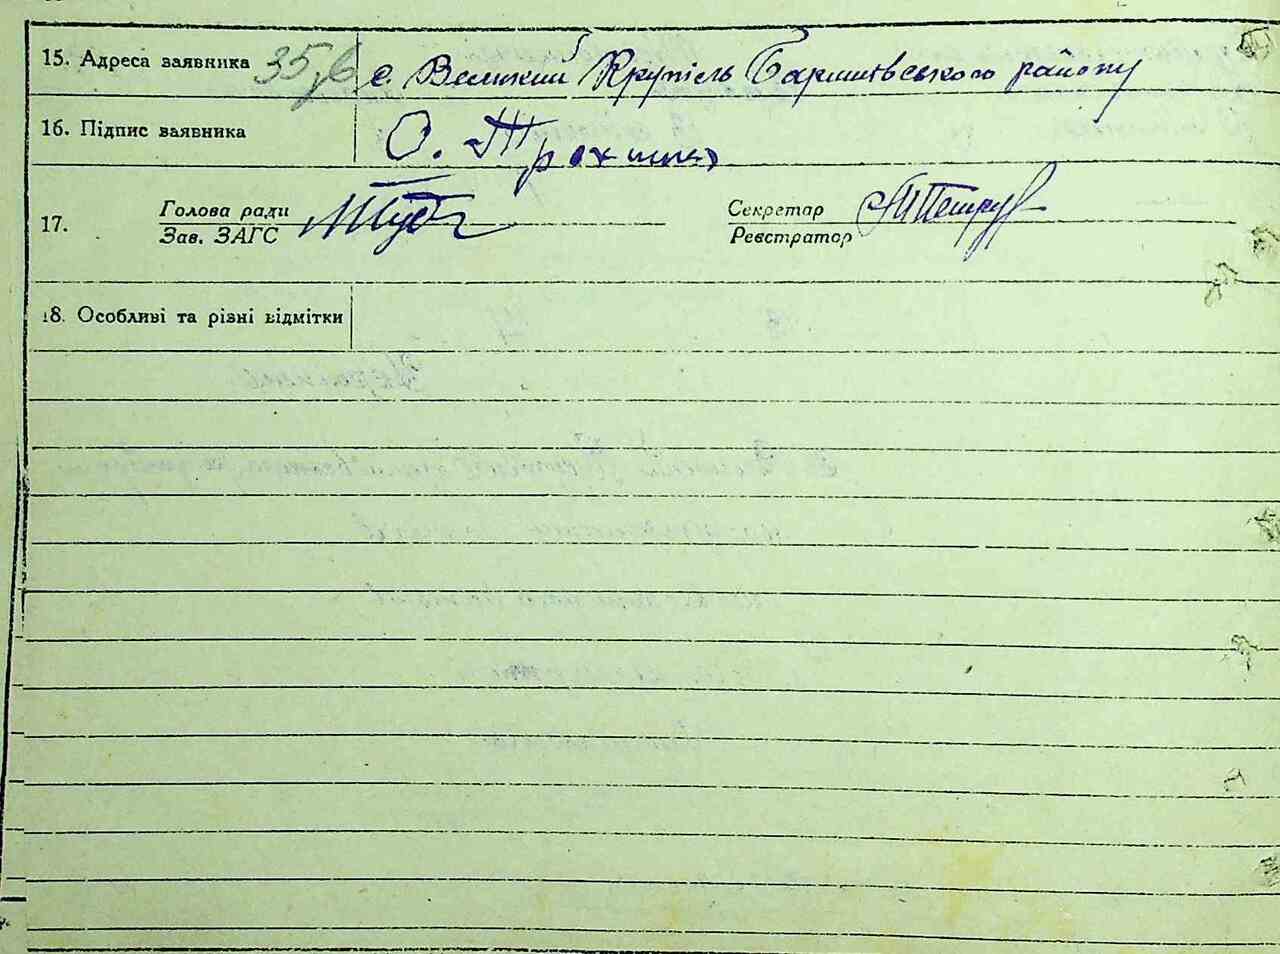 15. Адреса заявника 35,6 с. Великий Крупіль Баришівського району
16. Підпис заявника О.
17. Голова ради Секретар
Зав. ЗАГС Реєстратор
18. Особливі та різні відмітки